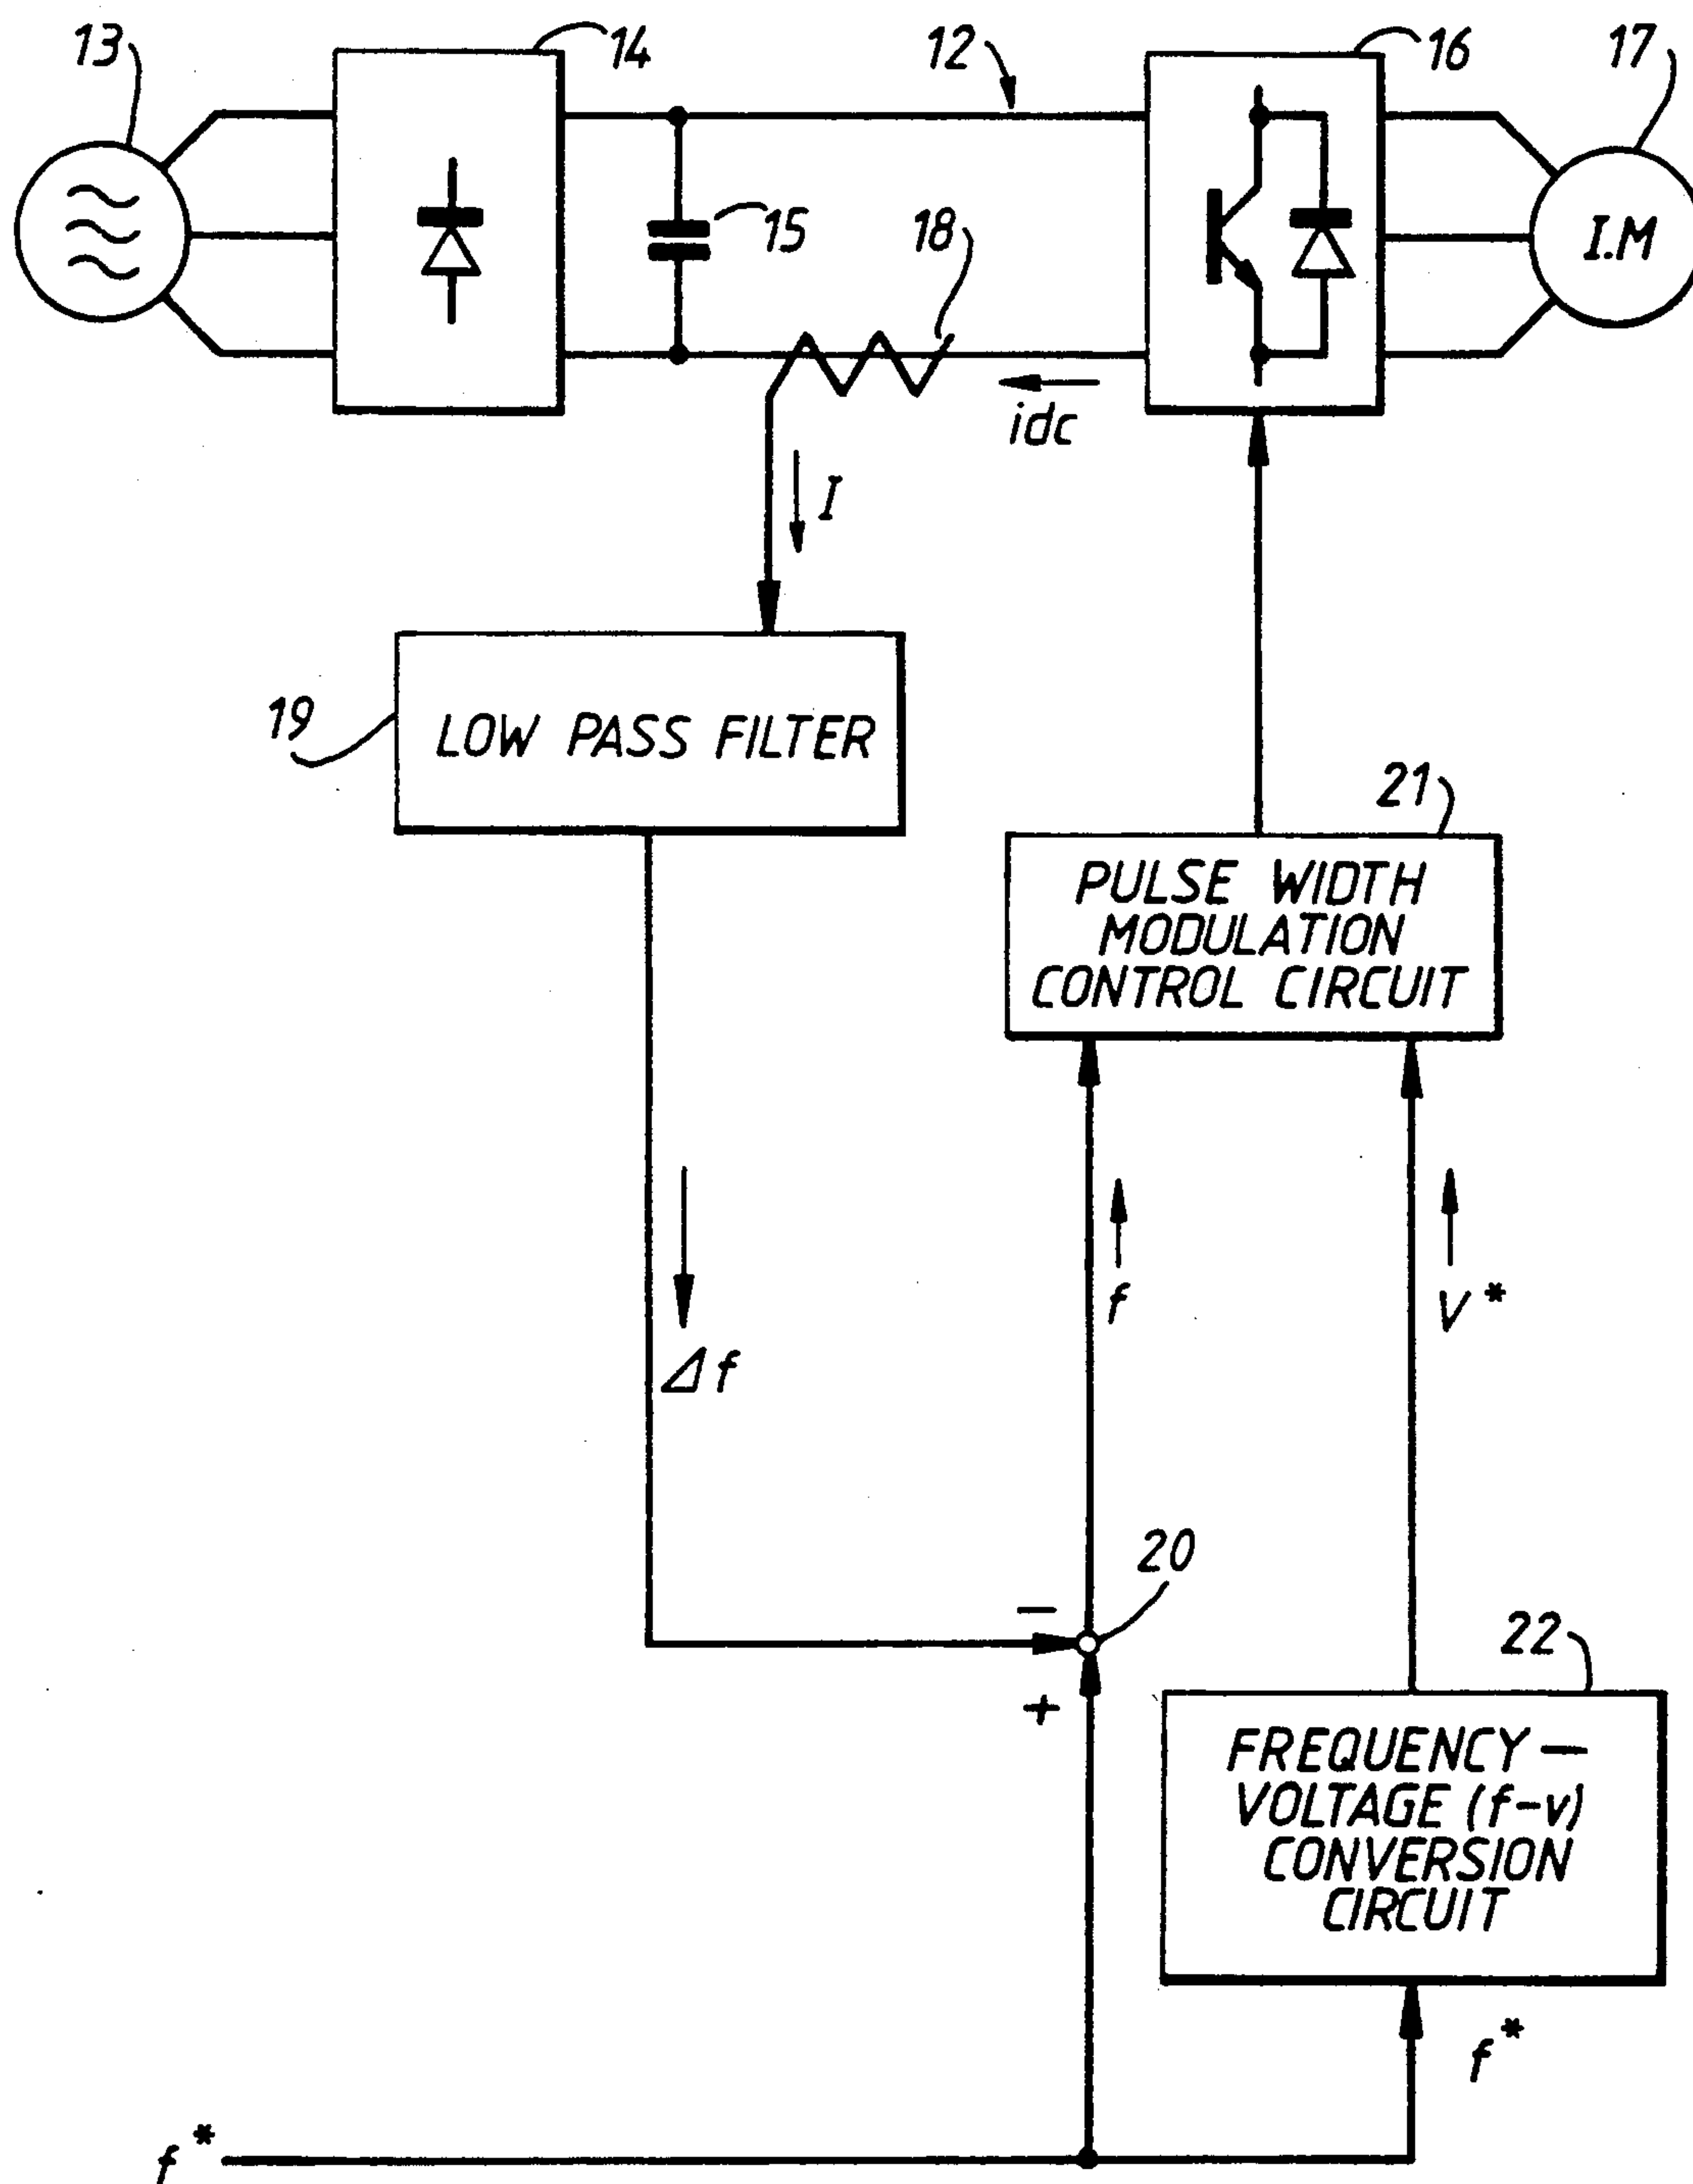 13
14
12
16
17
15
18
I.M
idc
I
19
LOW PASS FILTER
21
PULSE WIDTH
MODULATION
CONTROL CIRCUIT
f
V*
Δf
20
−
+
22
FREQUENCY —
VOLTAGE (f-v)
CONVERSION
CIRCUIT
f*
f*